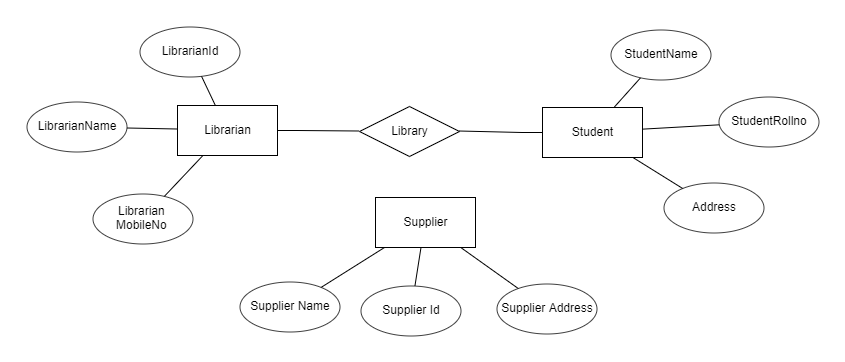 LibrarianId
StudentName
LibrarianName
Librarian
Library
Student
StudentRollno
Librarian
MobileNo
Address
Supplier
Supplier Name
Supplier Id
Supplier Address